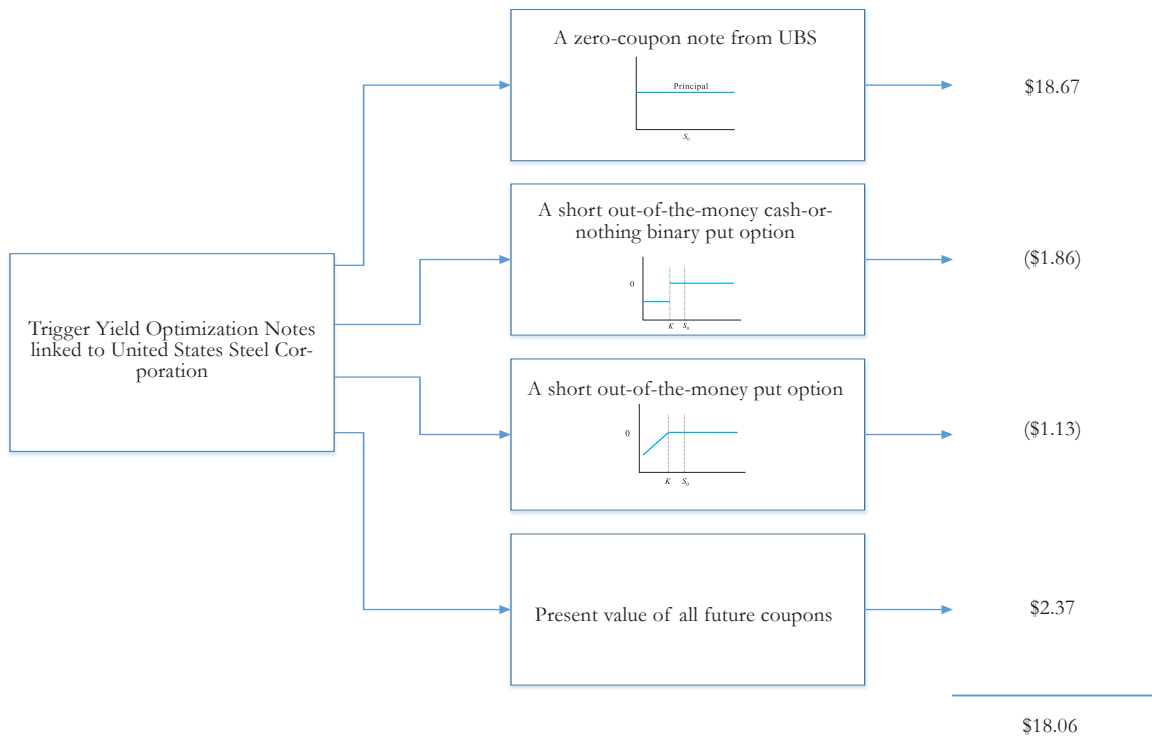 Trigger Yield Optimization Notes
linked to United States Steel Cor-
poration
A zero-coupon note from UBS
Principal
S₀
$18.67
A short out-of-the-money cash-or-
nothing binary put option
0
K S₀
($1.86)
A short out-of-the-money put option
0
K S₀
($1.13)
Present value of all future coupons
$2.37
$18.06